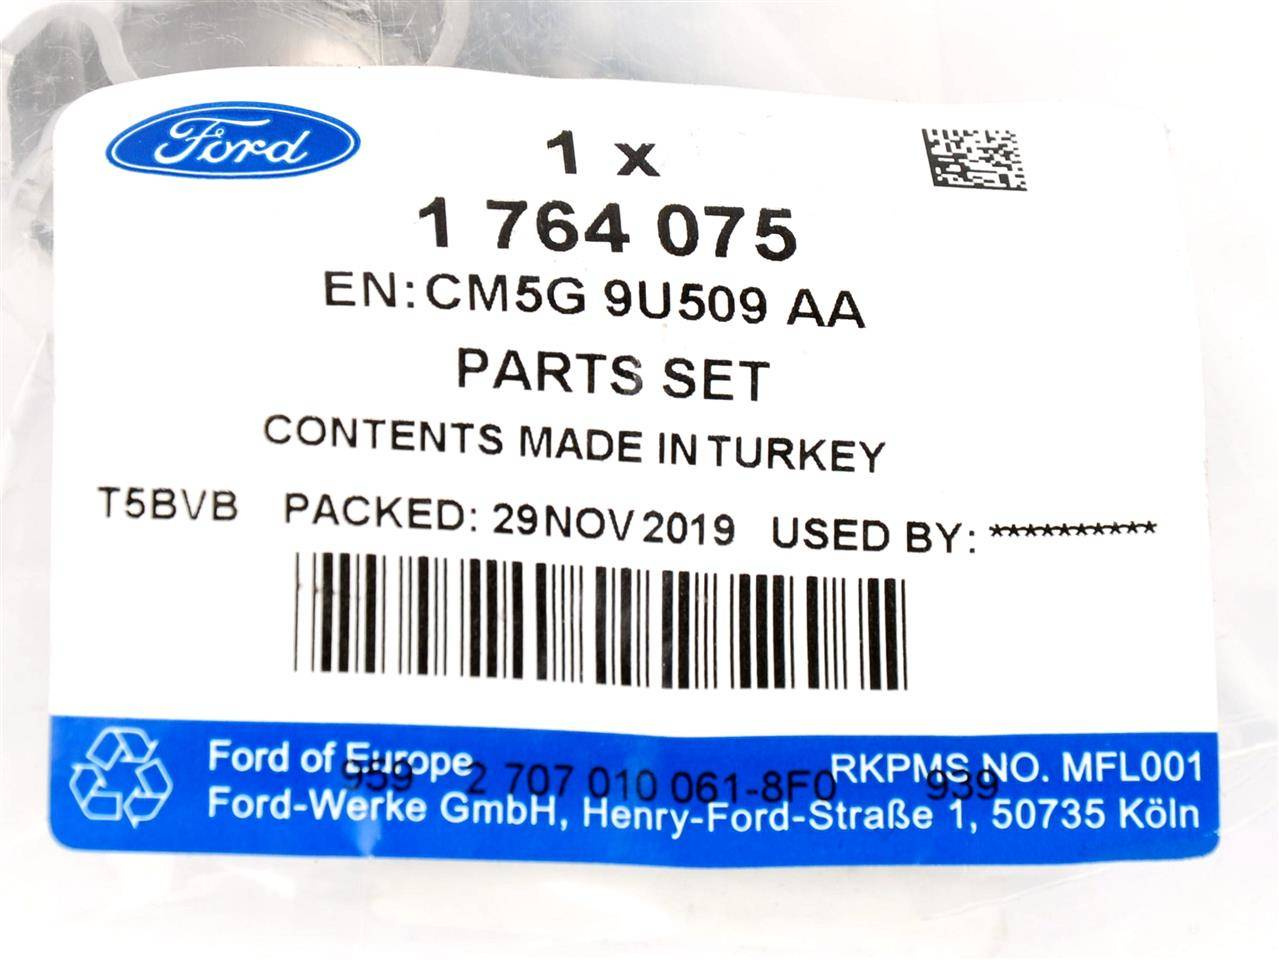 Ford
1 x
1 764 075
EN: CM5G 9U509 AA
PARTS SET
CONTENTS MADE IN TURKEY
T5BVB PACKED: 29 NOV 2019 USED BY: **********
Ford of Europe RKPMS NO. MFL001
959 2 707 010 061-8F0 939
Ford-Werke GmbH, Henry-Ford-Straße 1, 50735 Köln